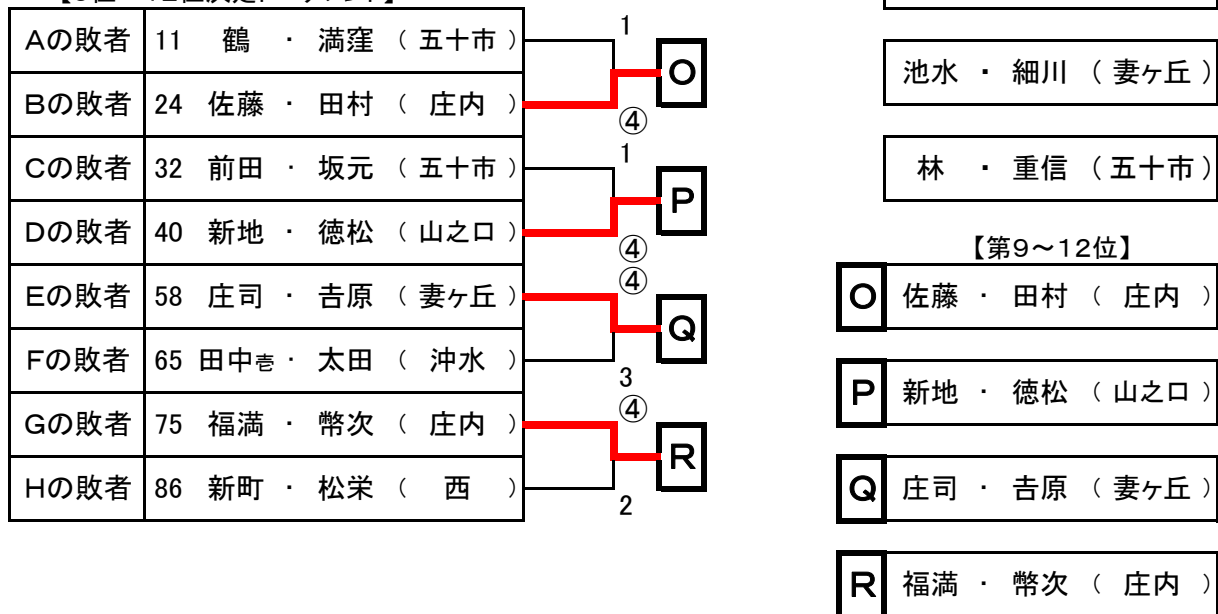 Aの敗者 11 鶴 ・ 満窪 （ 五十市 ）
1
O
Bの敗者 24 佐藤 ・ 田村 （ 庄内 ）
④
Cの敗者 32 前田 ・ 坂元 （ 五十市 ）
1
P
Dの敗者 40 新地 ・ 徳松 （ 山之口 ）
④
Eの敗者 58 庄司 ・ 𠮷原 （ 妻ヶ丘 ）
④
Q
Fの敗者 65 田中壱 ・ 太田 （ 沖水 ）
3
Gの敗者 75 福満 ・ 幣次 （ 庄内 ）
④
R
Hの敗者 86 新町 ・ 松栄 （ 西 ）
2
池水 ・ 細川 （ 妻ヶ丘 ）
林 ・ 重信 （ 五十市 ）
【第9～12位】
O 佐藤 ・ 田村 （ 庄内 ）
P 新地 ・ 徳松 （ 山之口 ）
Q 庄司 ・ 𠮷原 （ 妻ヶ丘 ）
R 福満 ・ 幣次 （ 庄内 ）